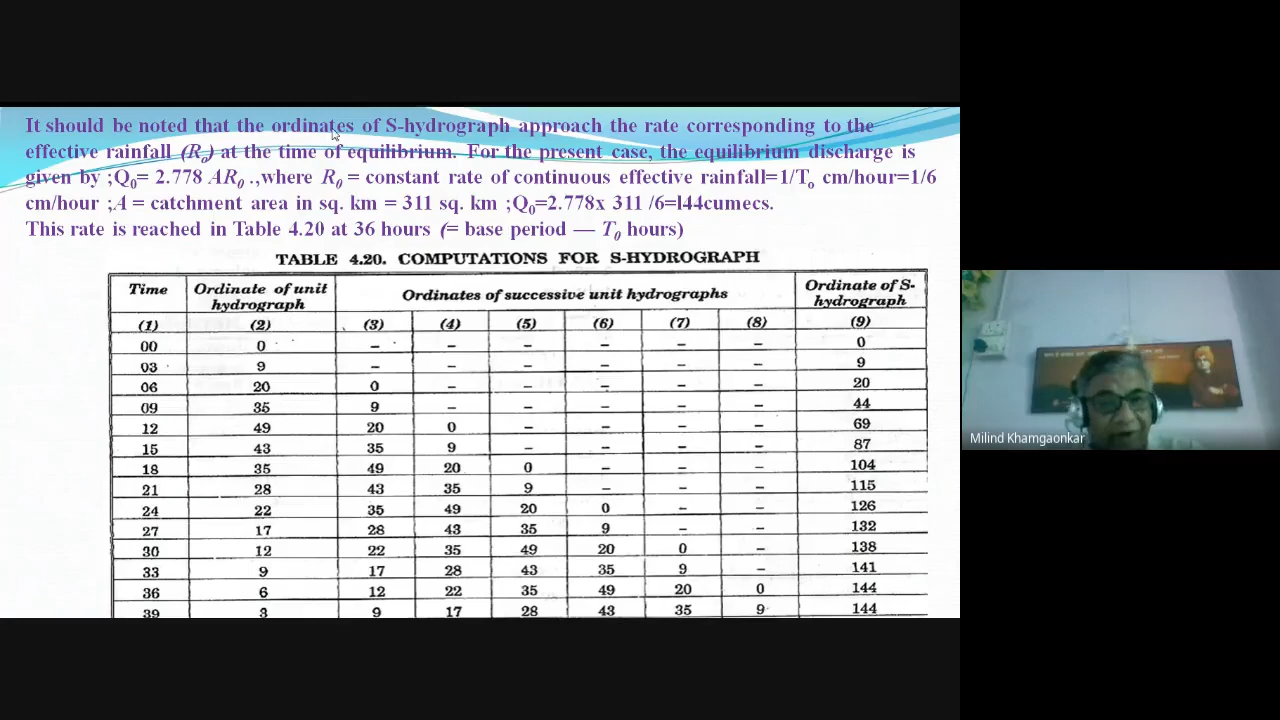 It should be noted that the ordinates of S-hydrograph approach the rate corresponding to the
effective rainfall (Ro) at the time of equilibrium. For the present case, the equilibrium discharge is
given by ;Q0= 2.778 AR0 .,where R0 = constant rate of continuous effective rainfall=1/To cm/hour=1/6
cm/hour ;A = catchment area in sq. km = 311 sq. km ;Q0=2.778x 311 /6=l44cumecs.
This rate is reached in Table 4.20 at 36 hours (= base period — T0 hours)
TABLE 4.20. COMPUTATIONS FOR S-HYDROGRAPH
Time Ordinate of unit hydrograph Ordinates of successive unit hydrographs Ordinate of S-hydrograph
(1) (2) (3) (4) (5) (6) (7) (8) (9)
00 0 – – – – – – 0
03 9 – – – – – – 9
06 20 0 – – – – – 20
09 35 9 – – – – – 44
12 49 20 0 – – – – 69
15 43 35 9 – – – – 87
18 35 49 20 0 – – – 104
21 28 43 35 9 – – – 115
24 22 35 49 20 0 – – 126
27 17 28 43 35 9 – – 132
30 12 22 35 49 20 0 – 138
33 9 17 28 43 35 9 – 141
36 6 12 22 35 49 20 0 144
39 3 9 17 28 43 35 9 144
Milind Khamgaonkar